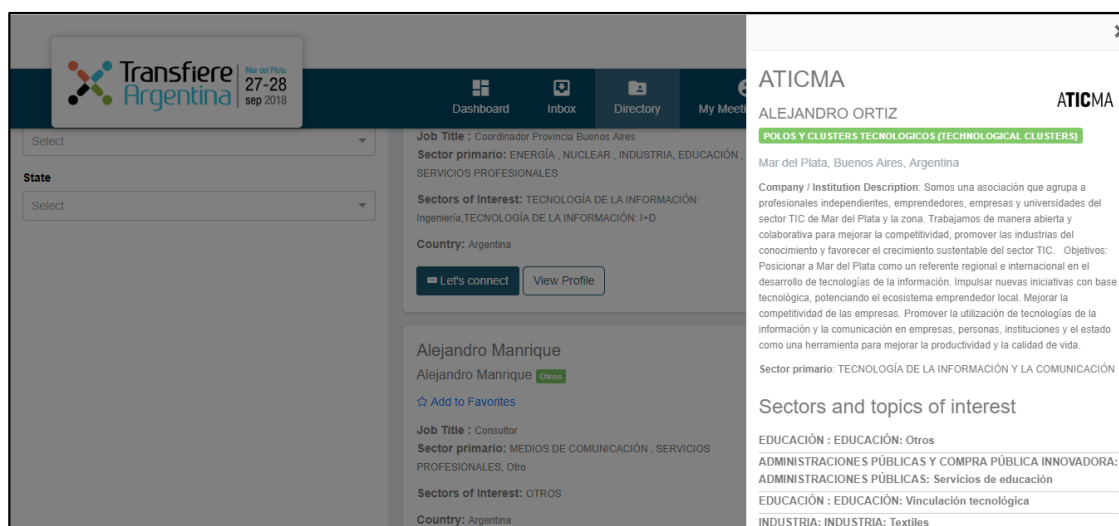 Transfiere
Argentina
Mar del Plata
27-28
sep 2018
Dashboard
Inbox
Directory
My Meeti
Select
State
Select
Job Title : Coordinador Provincia Buenos Aires
Sector primario: ENERGÍA , NUCLEAR , INDUSTRIA, EDUCACIÓN ,
SERVICIOS PROFESIONALES
Sectors of Interest: TECNOLOGÍA DE LA INFORMACIÓN:
Ingeniería,TECNOLOGÍA DE LA INFORMACIÓN: I+D
Country: Argentina
Let's connect
View Profile
Alejandro Manrique
Alejandro Manrique Otros
Add to Favorites
Job Title : Consultor
Sector primario: MEDIOS DE COMUNICACIÓN , SERVICIOS
PROFESIONALES, Otro
Sectors of Interest: OTROS
Country: Argentina
ATICMA
ATICMA
ALEJANDRO ORTIZ
POLOS Y CLUSTERS TECNOLOGICOS (TECHNOLOGICAL CLUSTERS)
Mar del Plata, Buenos Aires, Argentina
Company / Institution Description: Somos una asociación que agrupa a
profesionales independientes, emprendedores, empresas y universidades del
sector TIC de Mar del Plata y la zona. Trabajamos de manera abierta y
colaborativa para mejorar la competitividad, promover las industrias del
conocimiento y favorecer el crecimiento sustentable del sector TIC. Objetivos:
Posicionar a Mar del Plata como un referente regional e internacional en el
desarrollo de tecnologías de la información. Impulsar nuevas iniciativas con base
tecnológica, potenciando el ecosistema emprendedor local. Mejorar la
competitividad de las empresas. Promover la utilización de tecnologías de la
información y la comunicación en empresas, personas, instituciones y el estado
como una herramienta para mejorar la productividad y la calidad de vida.
Sector primario: TECNOLOGÍA DE LA INFORMACIÓN Y LA COMUNICACIÓN
Sectors and topics of interest
EDUCACIÓN : EDUCACIÓN: Otros
ADMINISTRACIONES PÚBLICAS Y COMPRA PÚBLICA INNOVADORA:
ADMINISTRACIONES PÚBLICAS: Servicios de educación
EDUCACIÓN : EDUCACIÓN: Vinculación tecnológica
INDUSTRIA: INDUSTRIA: Textiles